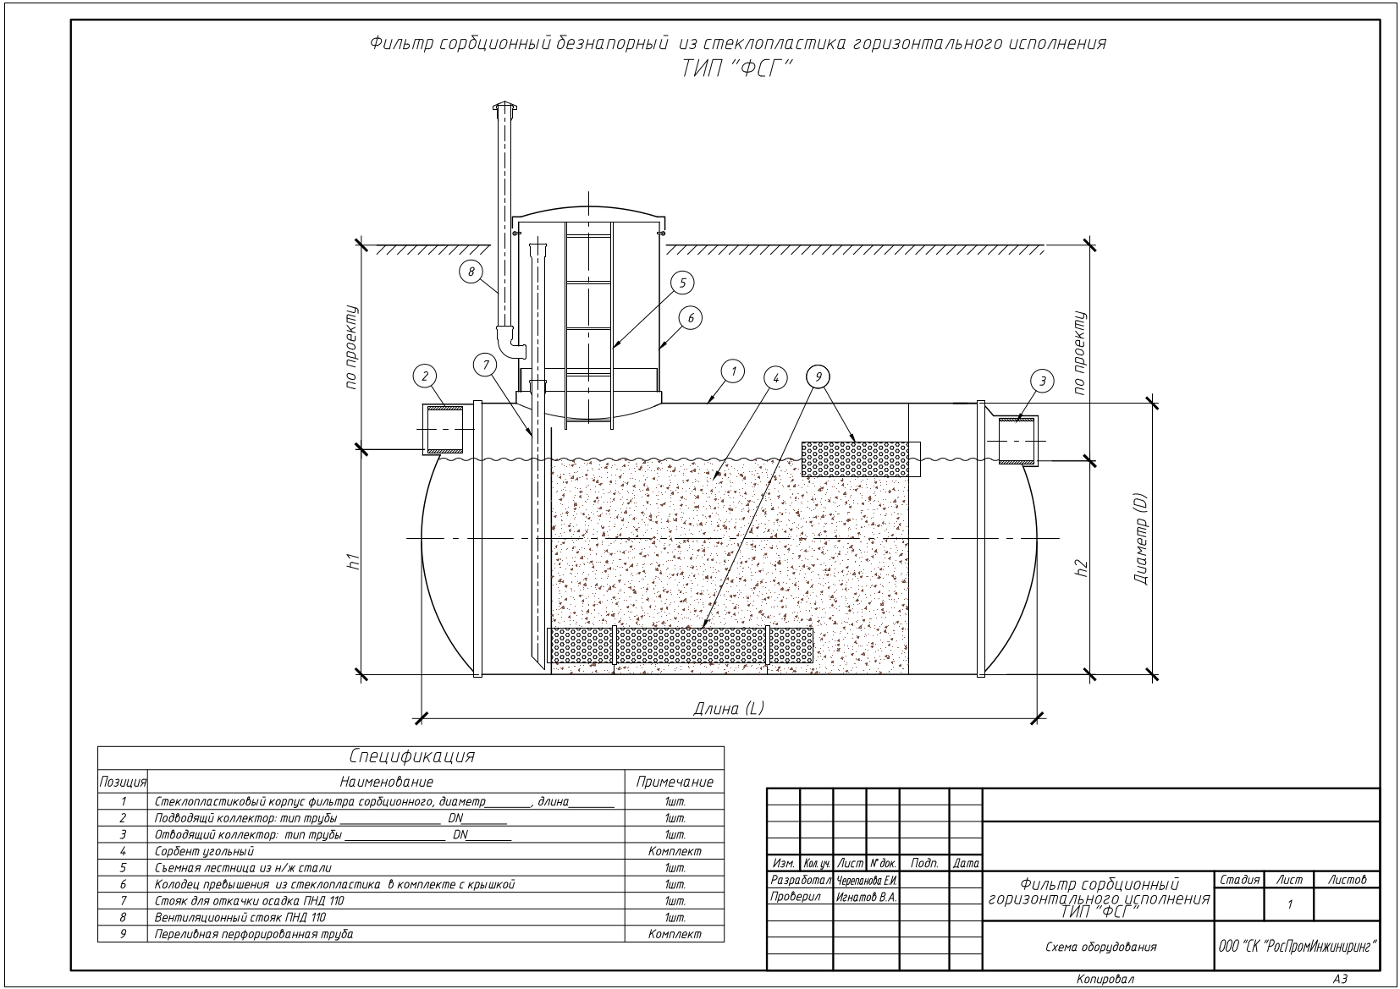 Фильтр сорбционный безнапорный из стеклопластика горизонтального исполнения
ТИП "ФСГ"
8
5
6
7
2
1
4
9
3
по проекту
по проекту
h1
h2
Диаметр (D)
Длина (L)
Спецификация
Позиция Наименование Примечание
1 Стеклопластиковый корпус фильтра сорбционного, диаметр_______, длина_______ 1шт.
2 Подводящй коллектор: тип трубы _______________ DN_______ 1шт.
3 Отводящий коллектор: тип трубы _______________ DN_______ 1шт.
4 Сорбент угольный Комплект
5 Съемная лестница из н/ж стали 1шт.
6 Колодец превышения из стеклопластика в комплекте с крышкой 1шт.
7 Стояк для откачки осадка ПНД 110 1шт.
8 Вентиляционный стояк ПНД 110 1шт.
9 Переливная перфорированная труба Комплект
Изм. Кол.уч. Лист № док. Подп. Дата
Разработал Черепанова Е.И.
Проверил Игнатов В.А.
Фильтр сорбционный
горизонтального исполнения
ТИП "ФСГ"
Стадия Лист Листов
1
Схема оборудования
ООО "СК "РосПромИнжиниринг"
Копировал А3